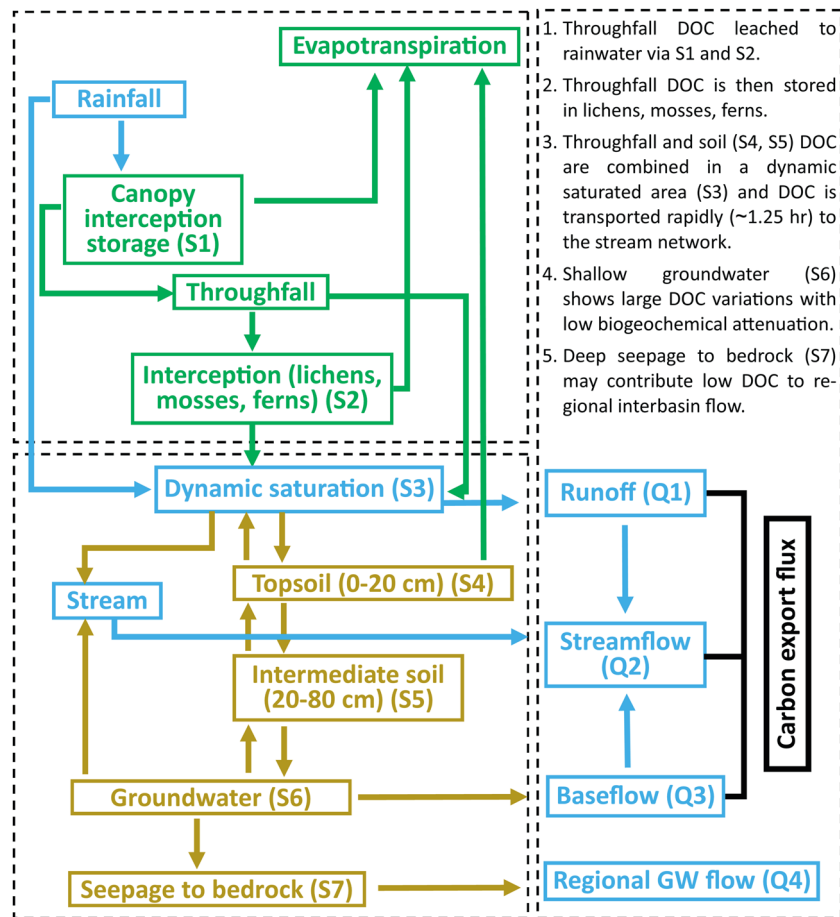 Evapotranspiration
Rainfall
Canopy
interception
storage (S1)
Throughfall
Interception (lichens,
mosses, ferns) (S2)
Dynamic saturation (S3)
Topsoil (0-20 cm) (S4)
Stream
Intermediate soil
(20-80 cm) (S5)
Groundwater (S6)
Seepage to bedrock (S7)
1. Throughfall DOC leached to
rainwater via S1 and S2.
2. Throughfall DOC is then stored
in lichens, mosses, ferns.
3. Throughfall and soil (S4, S5) DOC
are combined in a dynamic
saturated area (S3) and DOC is
transported rapidly (~1.25 hr) to
the stream network.
4. Shallow groundwater (S6)
shows large DOC variations with
low biogeochemical attenuation.
5. Deep seepage to bedrock (S7)
may contribute low DOC to re-
gional interbasin flow.
Runoff (Q1)
Streamflow
(Q2)
Baseflow (Q3)
Regional GW flow (Q4)
Carbon export flux